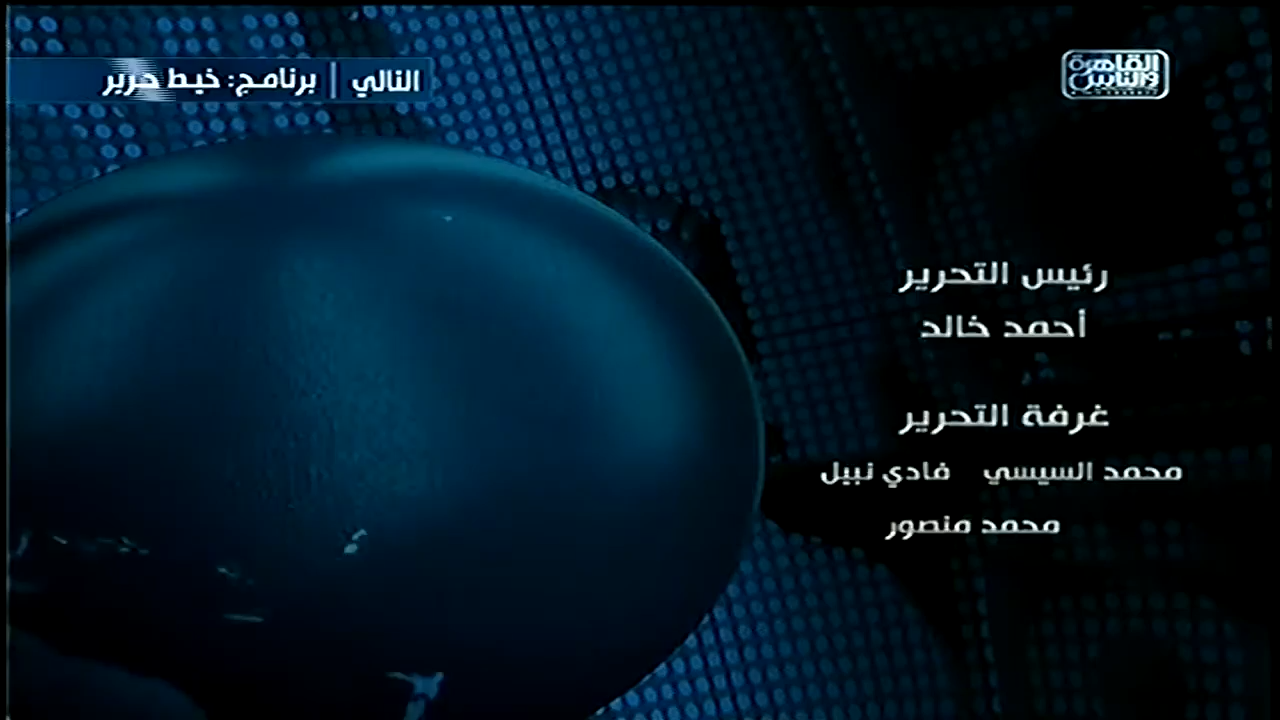 التالي | برنامج: خيط حرير
القاهرة
والناس
رئيس التحرير
أحمد خالد
غرفة التحرير
محمد السيسي فادي نبيل
محمد منصور